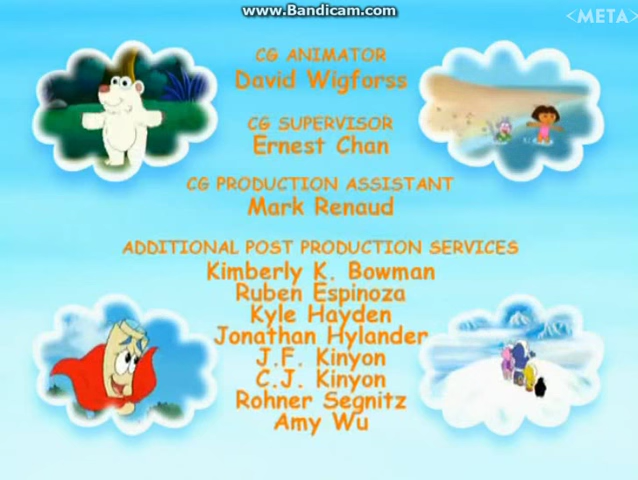 www.Bandicam.com
<META>
CG ANIMATOR
David Wigforss
CG SUPERVISOR
Ernest Chan
CG PRODUCTION ASSISTANT
Mark Renaud
ADDITIONAL POST PRODUCTION SERVICES
Kimberly K. Bowman
Ruben Espinoza
Kyle Hayden
Jonathan Hylander
J.F. Kinyon
C.J. Kinyon
Rohner Segnitz
Amy Wu